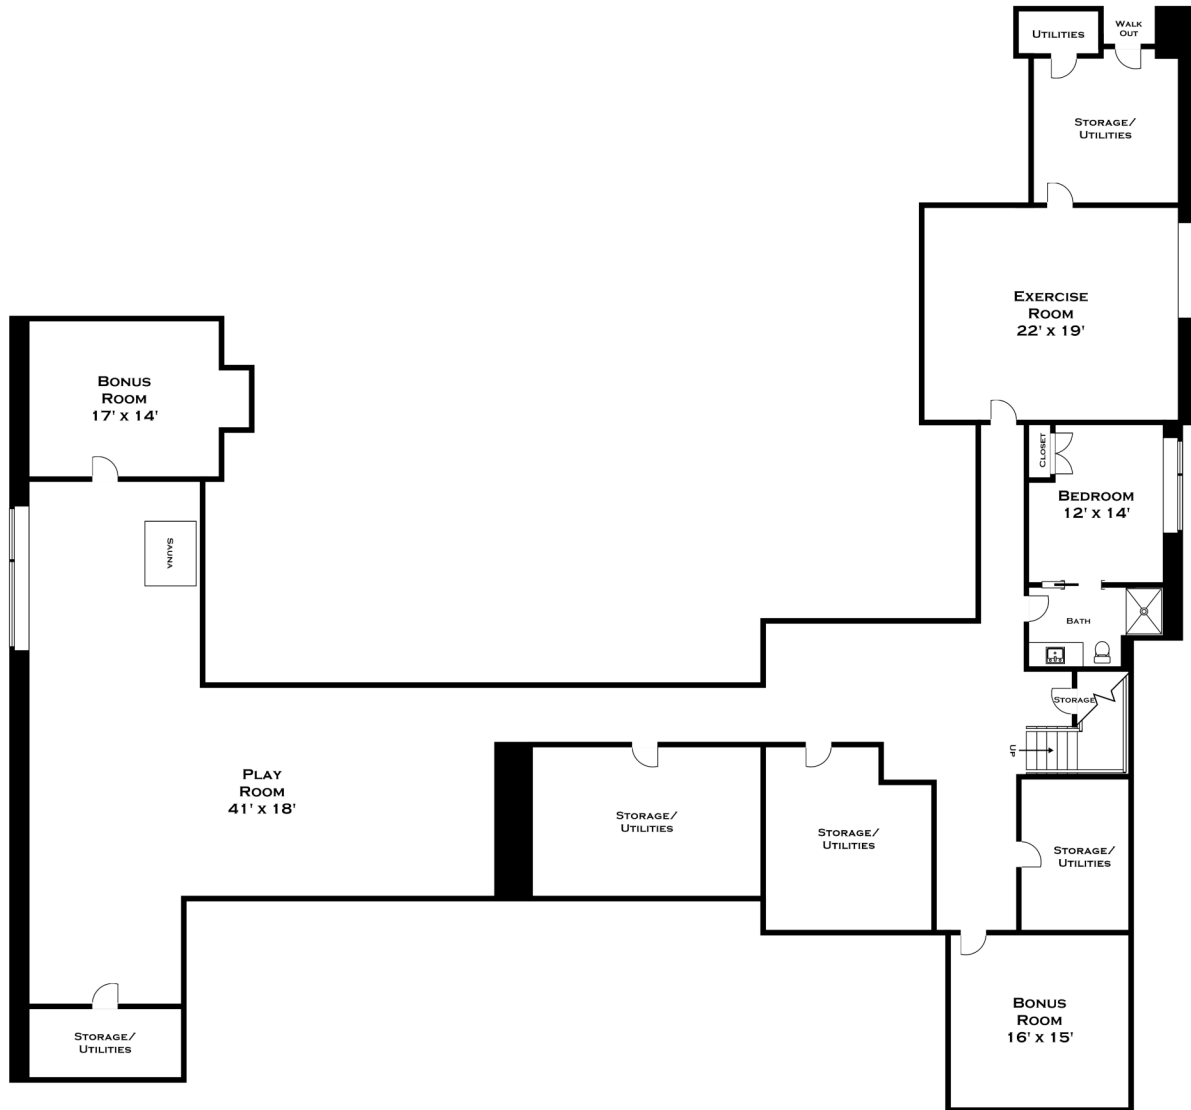 UTILITIES
WALK
OUT
STORAGE/
UTILITIES
EXERCISE
ROOM
22' X 19'
BONUS
ROOM
17' X 14'
CLOSET
BEDROOM
12' X 14'
SAUNA
BATH
STORAGE
UP
PLAY
ROOM
41' X 18'
STORAGE/
UTILITIES
STORAGE/
UTILITIES
STORAGE/
UTILITIES
BONUS
ROOM
16' X 15'
STORAGE/
UTILITIES